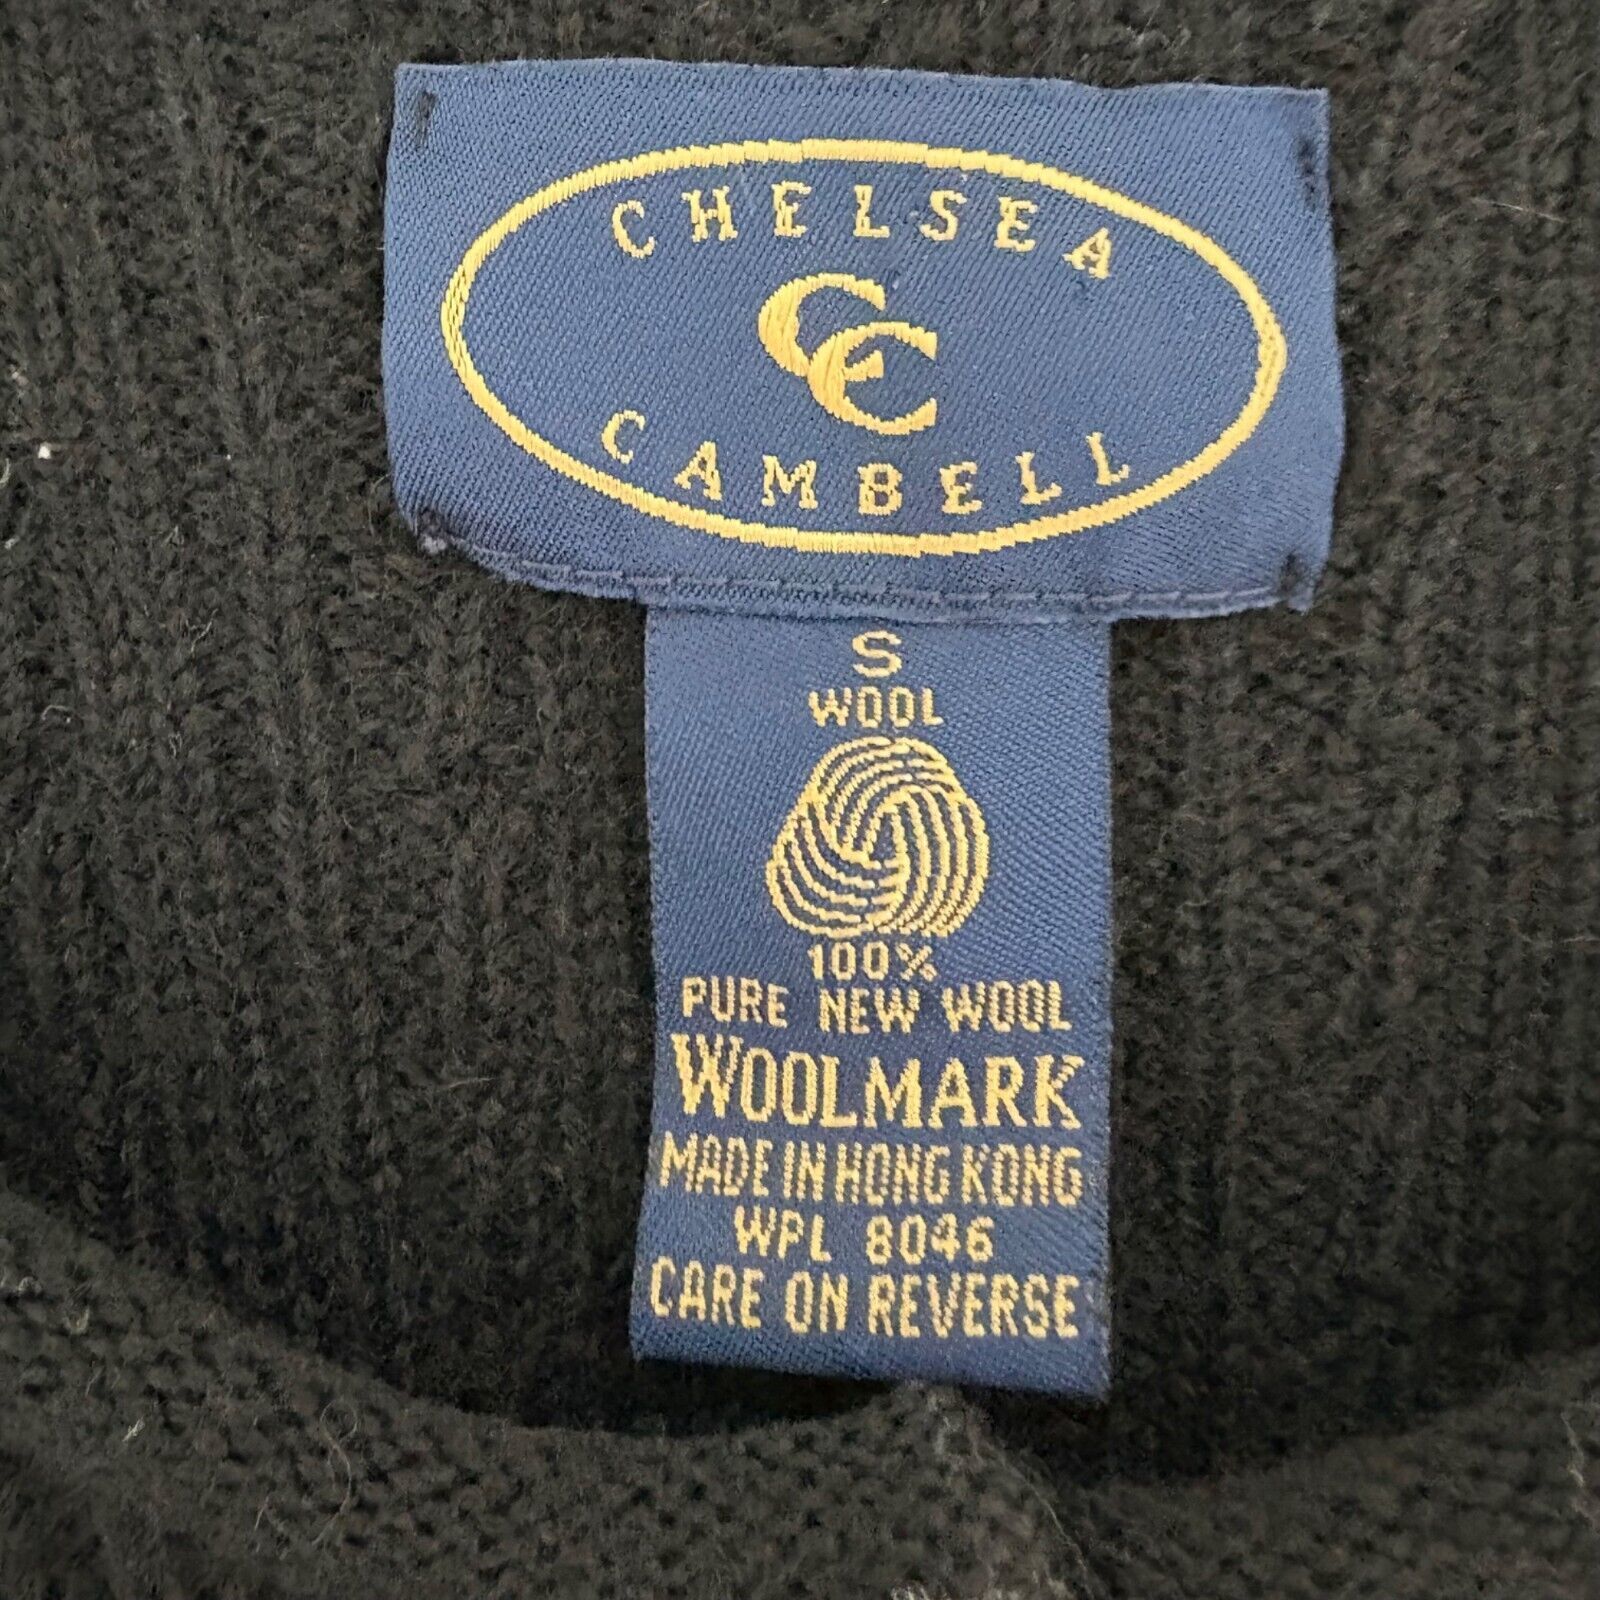 CHELSEA
CC
CAMBELL
S
WOOL
100%
PURE NEW WOOL
WOOLMARK
MADE IN HONG KONG
WPL 8046
CARE ON REVERSE